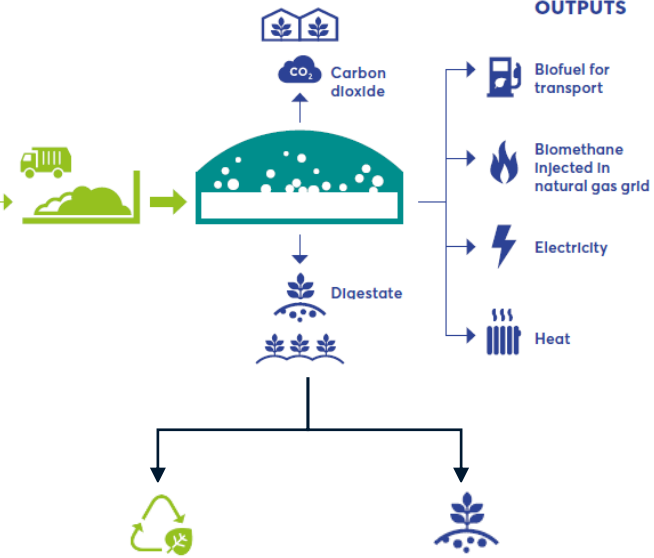 OUTPUTS
CO₂
Carbon
dioxide
Biofuel for
transport
Biomethane
injected in
natural gas grid
Electricity
Digestate
Heat